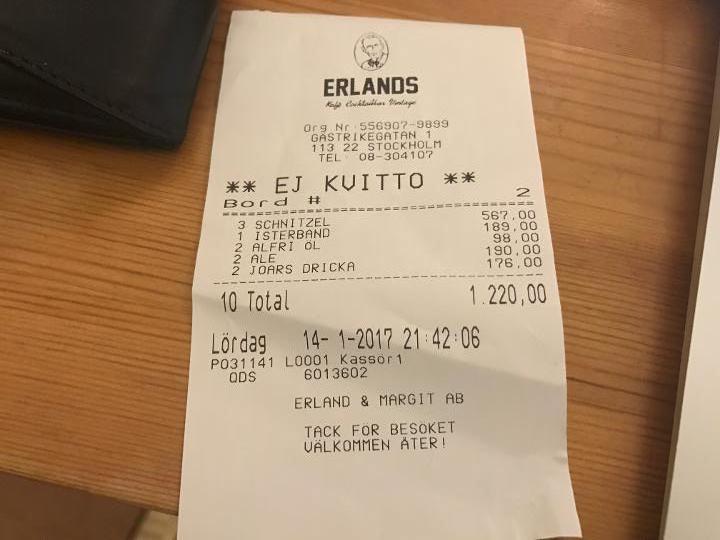 ERLANDS
Kafé Cocktailbar Vintage
Org.Nr:556907-9899
GÄSTRIKEGATAN 1
113 22 STOCKHOLM
TEL: 08-304107
** EJ KVITTO **
Bord # 2
3 SCHNITZEL 567,00
1 ISTERBAND 189,00
2 ALFRI ÖL 98,00
2 ALE 190,00
2 JOARS DRICKA 176,00
10 Total 1.220,00
Lördag 14- 1-2017 21:42:06
P031141 L0001 Kassör1
QDS 6013602
ERLAND & MARGIT AB
TACK FÖR BESÖKET
VÄLKOMMEN ÅTER!